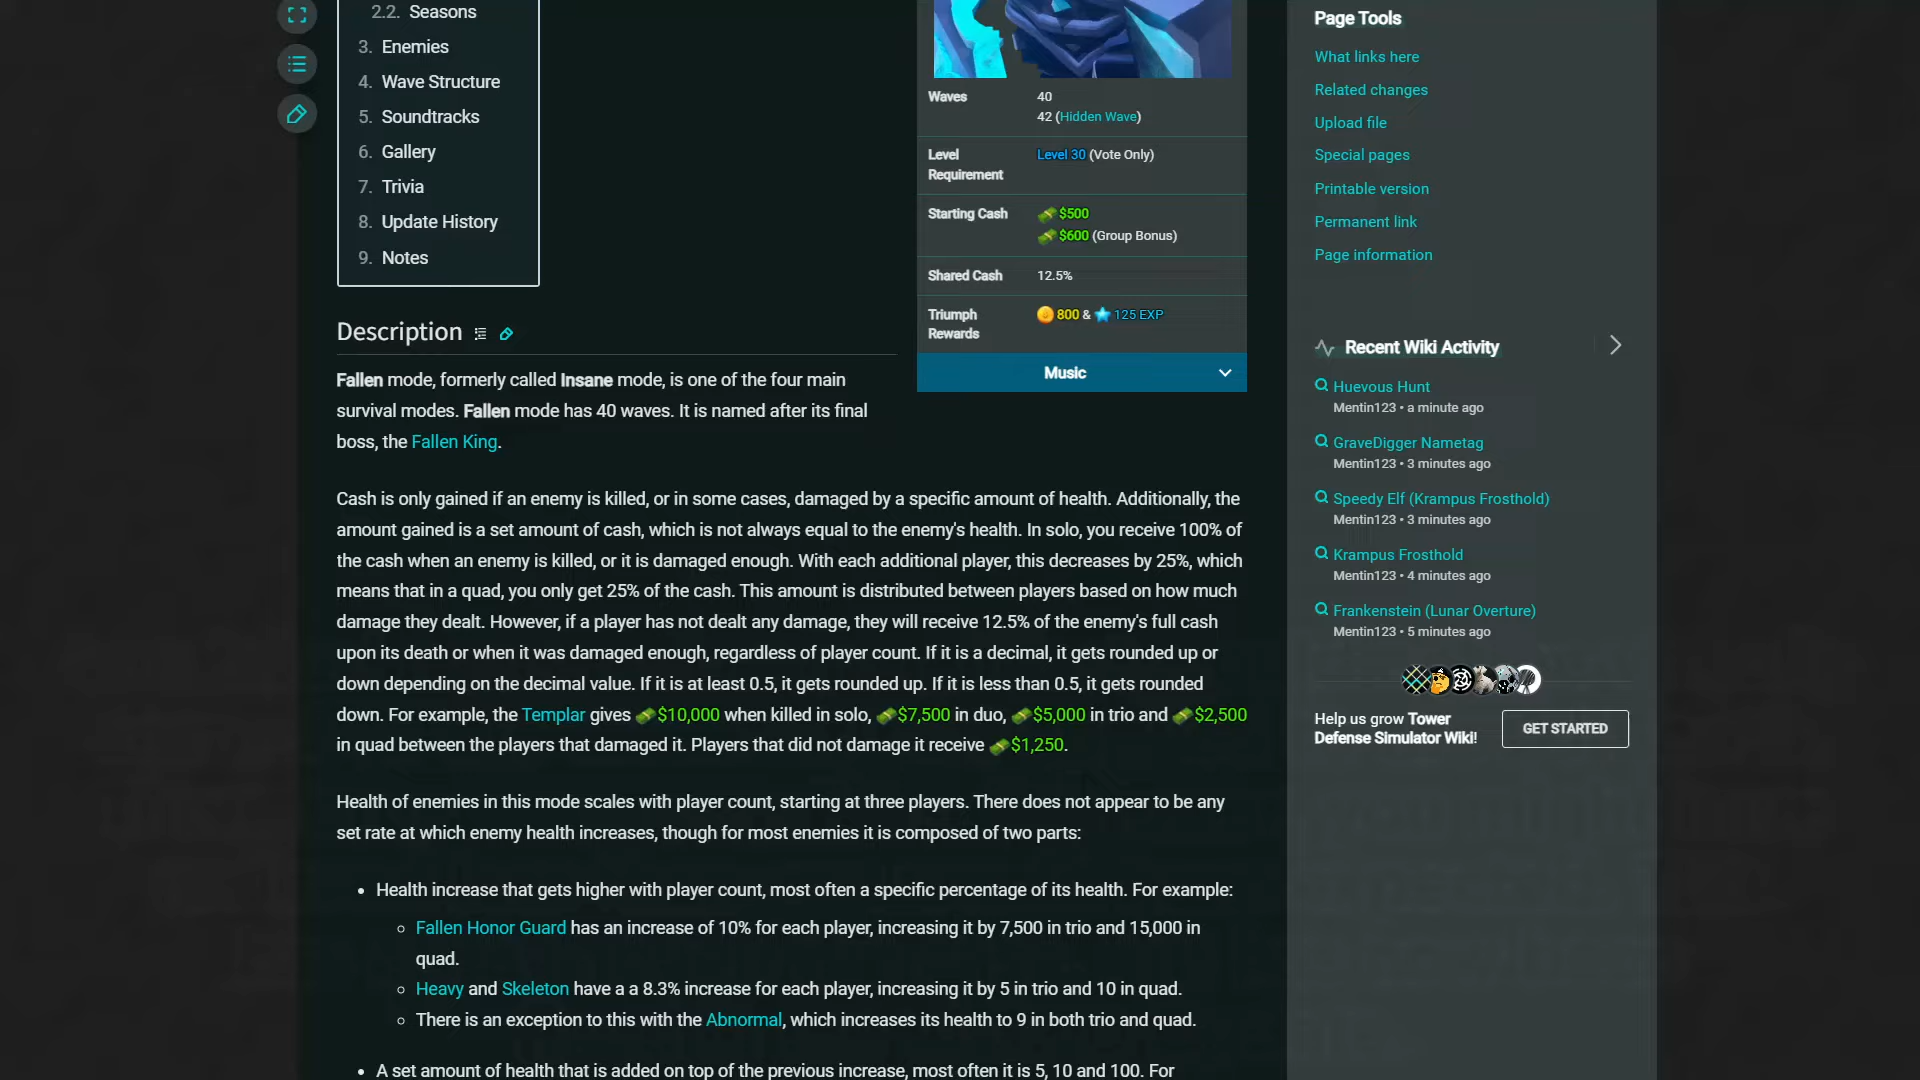 2.2. Seasons
3. Enemies
4. Wave Structure
5. Soundtracks
6. Gallery
7. Trivia
8. Update History
9. Notes
Waves
40
42 (Hidden Wave)
Level
Requirement
Level 30 (Vote Only)
Starting Cash
$500
$600 (Group Bonus)
Shared Cash
12.5%
Triumph
Rewards
800 & 125 EXP
Music
Description
Fallen mode, formerly called Insane mode, is one of the four main
survival modes. Fallen mode has 40 waves. It is named after its final
boss, the Fallen King.
Cash is only gained if an enemy is killed, or in some cases, damaged by a specific amount of health. Additionally, the
amount gained is a set amount of cash, which is not always equal to the enemy's health. In solo, you receive 100% of
the cash when an enemy is killed, or it is damaged enough. With each additional player, this decreases by 25%, which
means that in a quad, you only get 25% of the cash. This amount is distributed between players based on how much
damage they dealt. However, if a player has not dealt any damage, they will receive 12.5% of the enemy's full cash
upon its death or when it was damaged enough, regardless of player count. If it is a decimal, it gets rounded up or
down depending on the decimal value. If it is at least 0.5, it gets rounded up. If it is less than 0.5, it gets rounded
down. For example, the Templar gives $10,000 when killed in solo, $7,500 in duo, $5,000 in trio and $2,500
in quad between the players that damaged it. Players that did not damage it receive $1,250.
Health of enemies in this mode scales with player count, starting at three players. There does not appear to be any
set rate at which enemy health increases, though for most enemies it is composed of two parts:
• Health increase that gets higher with player count, most often a specific percentage of its health. For example:
Fallen Honor Guard has an increase of 10% for each player, increasing it by 7,500 in trio and 15,000 in
quad.
Heavy and Skeleton have a a 8.3% increase for each player, increasing it by 5 in trio and 10 in quad.
There is an exception to this with the Abnormal, which increases its health to 9 in both trio and quad.
• A set amount of health that is added on top of the previous increase, most often it is 5, 10 and 100. For
Page Tools
What links here
Related changes
Upload file
Special pages
Printable version
Permanent link
Page information
Recent Wiki Activity
Huevous Hunt
Mentin123 • a minute ago
GraveDigger Nametag
Mentin123 • 3 minutes ago
Speedy Elf (Krampus Frosthold)
Mentin123 • 3 minutes ago
Krampus Frosthold
Mentin123 • 4 minutes ago
Frankenstein (Lunar Overture)
Mentin123 • 5 minutes ago
Help us grow Tower
Defense Simulator Wiki!
GET STARTED